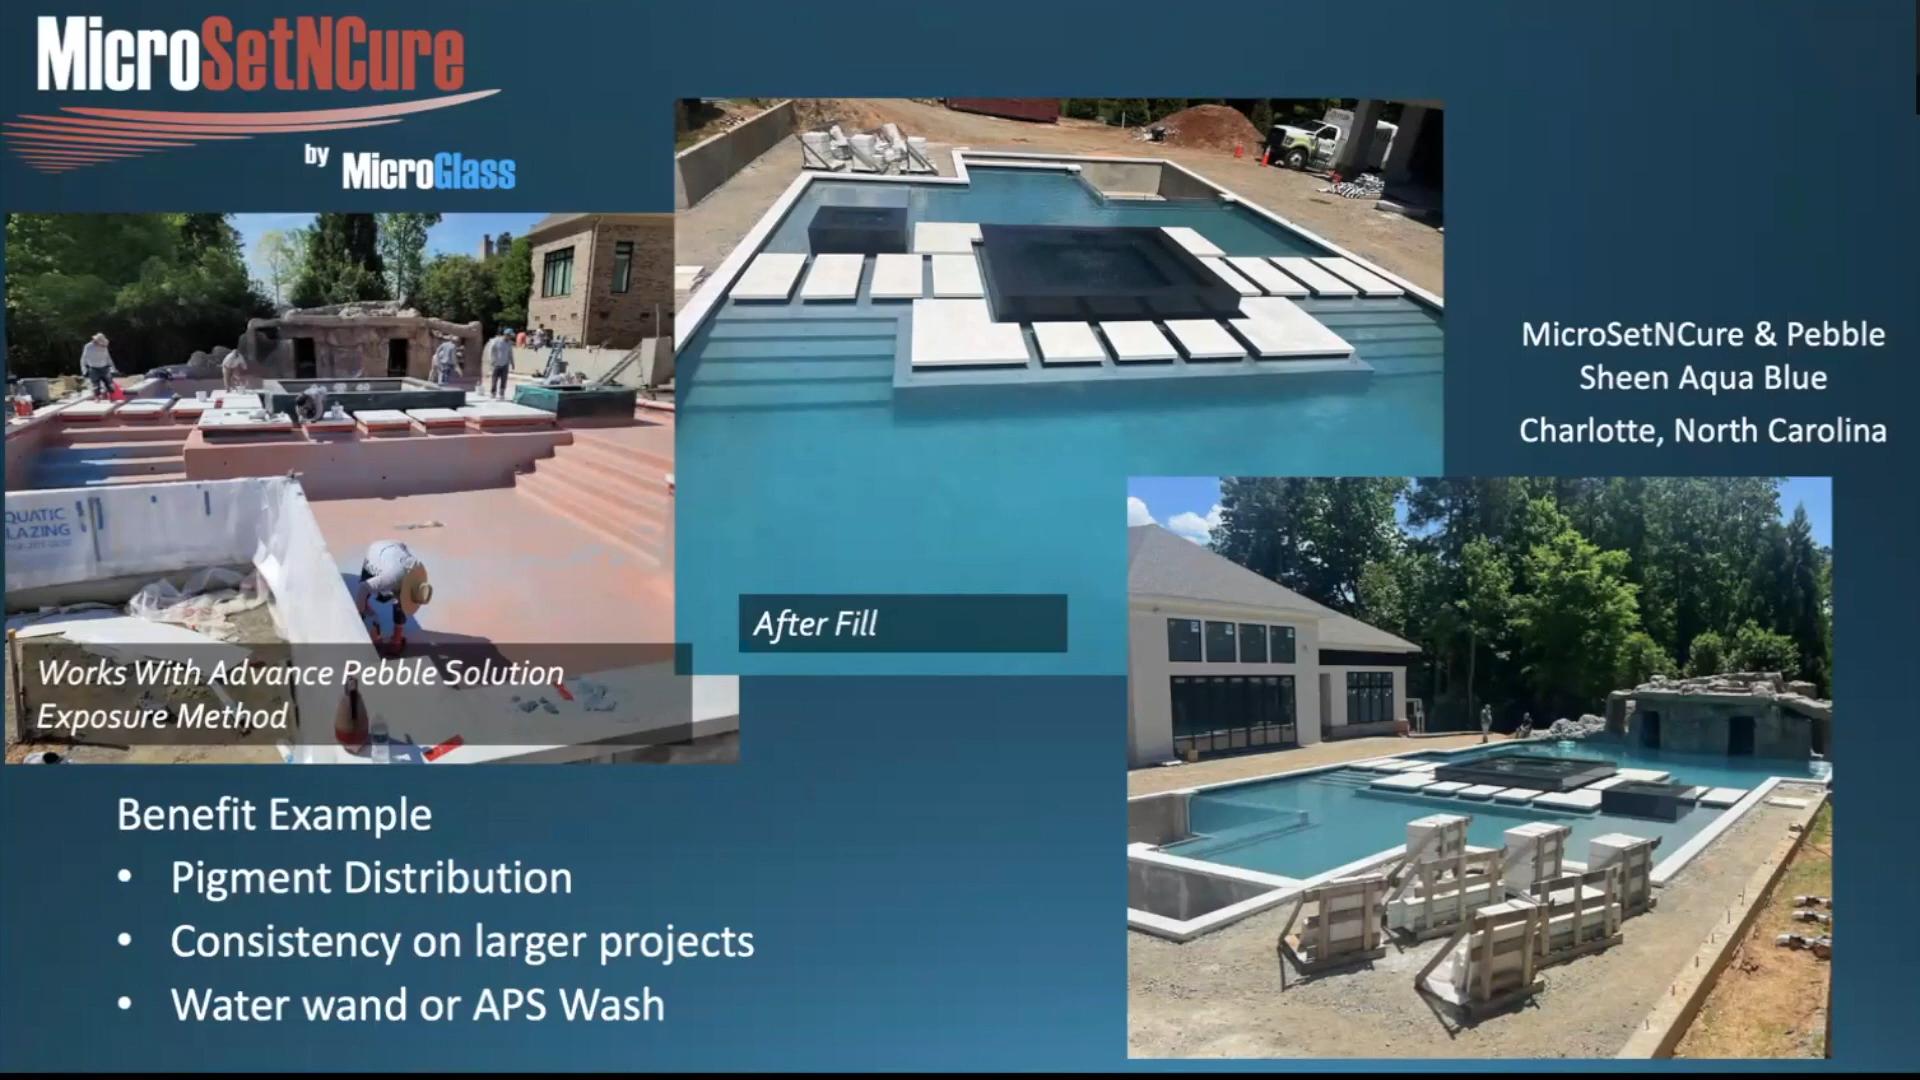 MicroSetNCure
by MicroGlass
QUATIC
LAZING
Works With Advance Pebble Solution
Exposure Method
After Fill
MicroSetNCure & Pebble
Sheen Aqua Blue
Charlotte, North Carolina
Benefit Example
• Pigment Distribution
• Consistency on larger projects
• Water wand or APS Wash